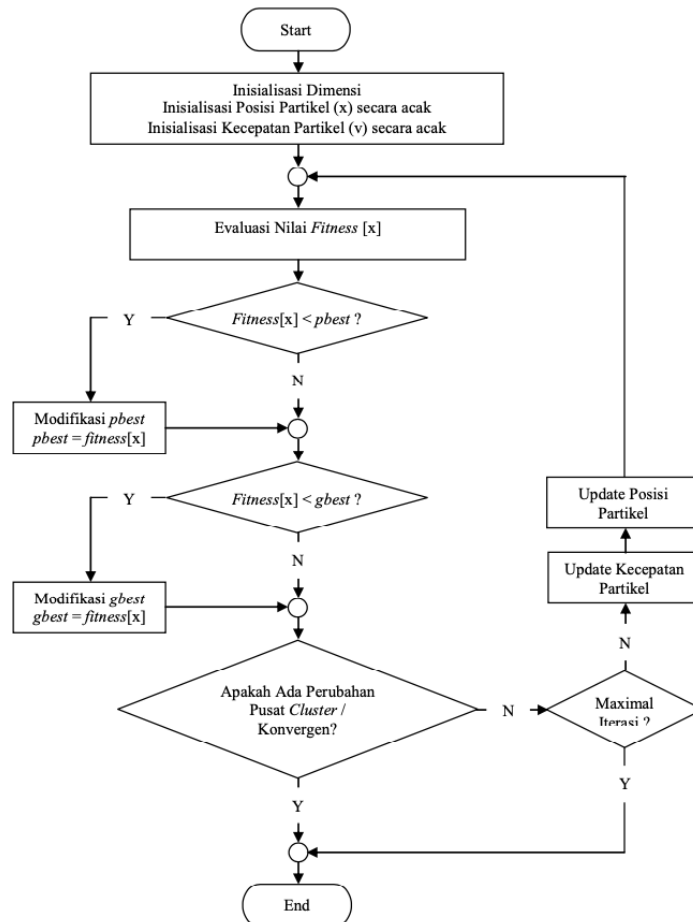 Start
Inisialisasi Dimensi
Inisialisasi Posisi Partikel (x) secara acak
Inisialisasi Kecepatan Partikel (v) secara acak
Evaluasi Nilai Fitness [x]
Fitness[x] < pbest ?
Y
N
Modifikasi pbest
pbest = fitness[x]
Fitness[x] < gbest ?
Y
N
Modifikasi gbest
gbest = fitness[x]
Apakah Ada Perubahan
Pusat Cluster /
Konvergen?
N
Y
Maximal
Iterasi ?
N
Y
Update Kecepatan
Partikel
Update Posisi
Partikel
End